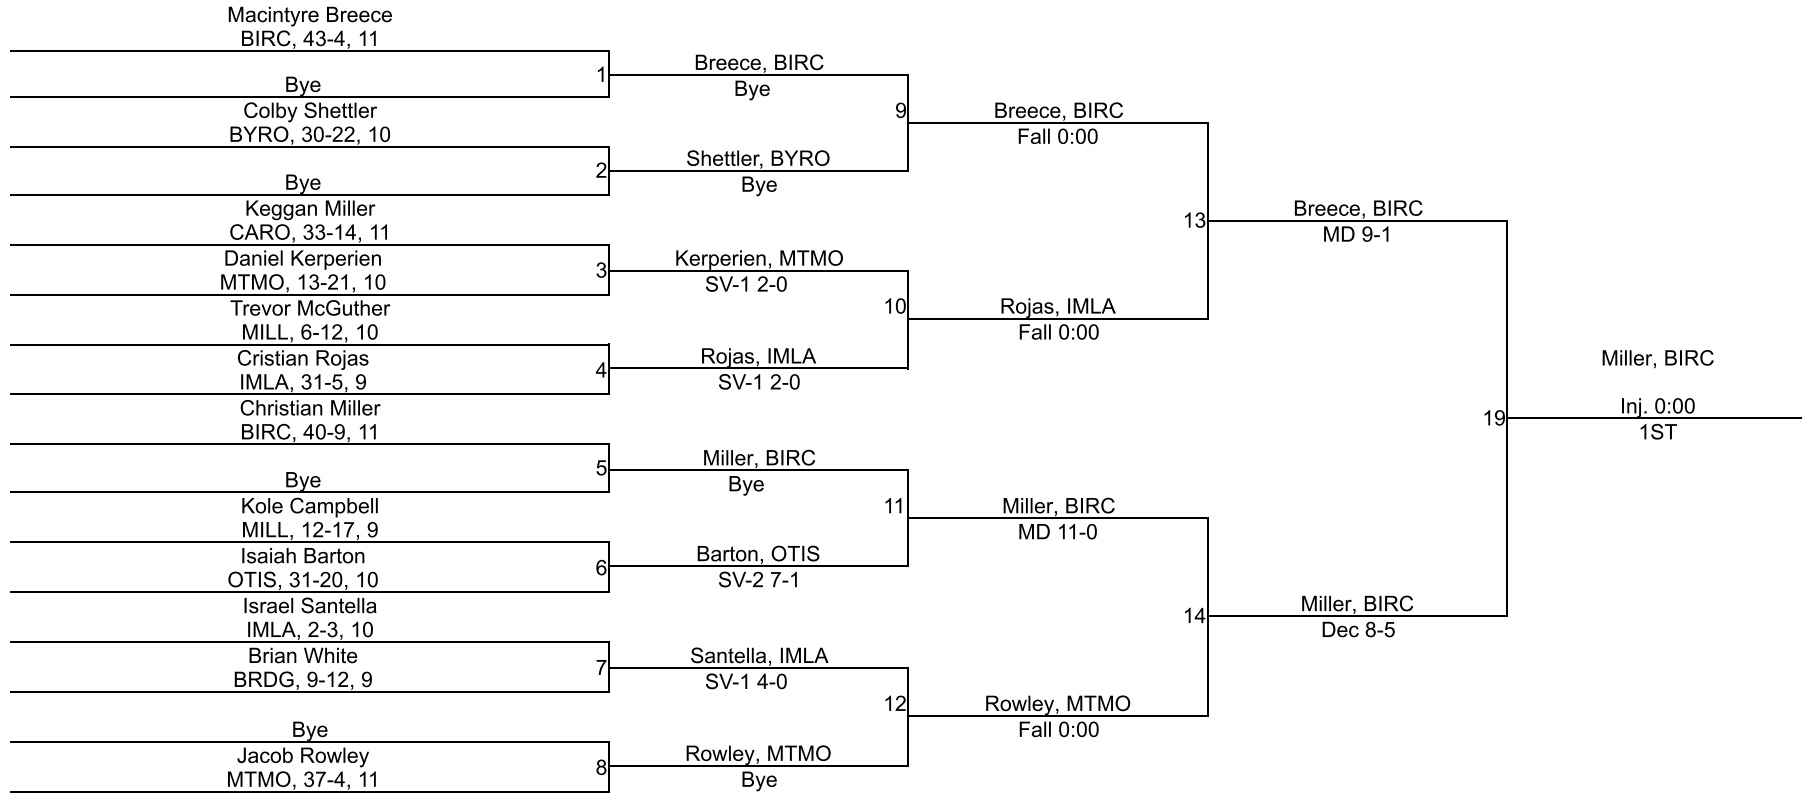 Macintyre Breece
BIRC, 43-4, 11
Bye
Colby Shettler
BYRO, 30-22, 10
Bye
Keggan Miller
CARO, 33-14, 11
Daniel Kerperien
MTMO, 13-21, 10
Trevor McGuther
MILL, 6-12, 10
Cristian Rojas
IMLA, 31-5, 9
Christian Miller
BIRC, 40-9, 11
Bye
Kole Campbell
MILL, 12-17, 9
Isaiah Barton
OTIS, 31-20, 10
Israel Santella
IMLA, 2-3, 10
Brian White
BRDG, 9-12, 9
Bye
Jacob Rowley
MTMO, 37-4, 11
1
2
3
4
5
6
7
8
Breece, BIRC
Bye
Shettler, BYRO
Bye
Kerperien, MTMO
SV-1 2-0
Rojas, IMLA
SV-1 2-0
Miller, BIRC
Bye
Barton, OTIS
SV-2 7-1
Santella, IMLA
SV-1 4-0
Rowley, MTMO
Bye
9
10
11
12
Breece, BIRC
Fall 0:00
Rojas, IMLA
Fall 0:00
Miller, BIRC
MD 11-0
Rowley, MTMO
Fall 0:00
13
14
Breece, BIRC
MD 9-1
Miller, BIRC
Dec 8-5
19
Miller, BIRC
Inj. 0:00
1ST